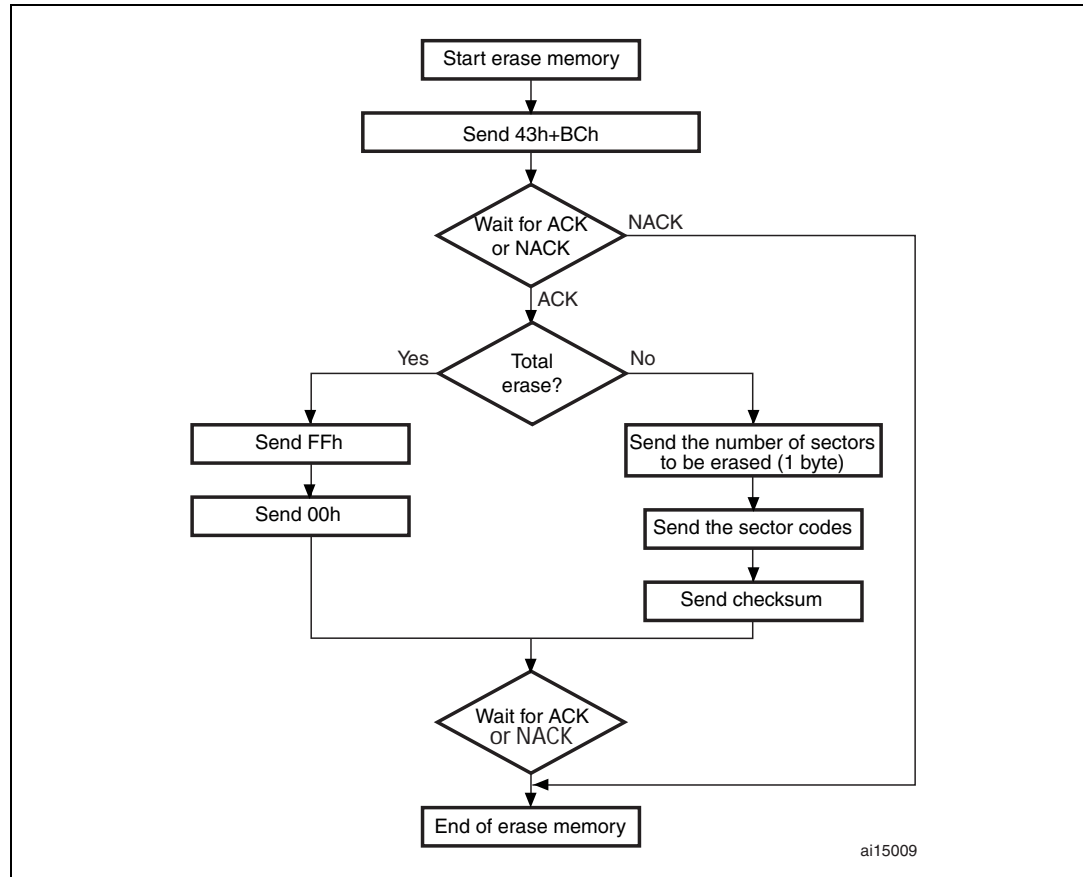 Start erase memory
Send 43h+BCh
Wait for ACK
or NACK
NACK
ACK
Yes
Total
erase?
No
Send FFh
Send the number of sectors
to be erased (1 byte)
Send 00h
Send the sector codes
Send checksum
Wait for ACK
or NACK
End of erase memory
ai15009